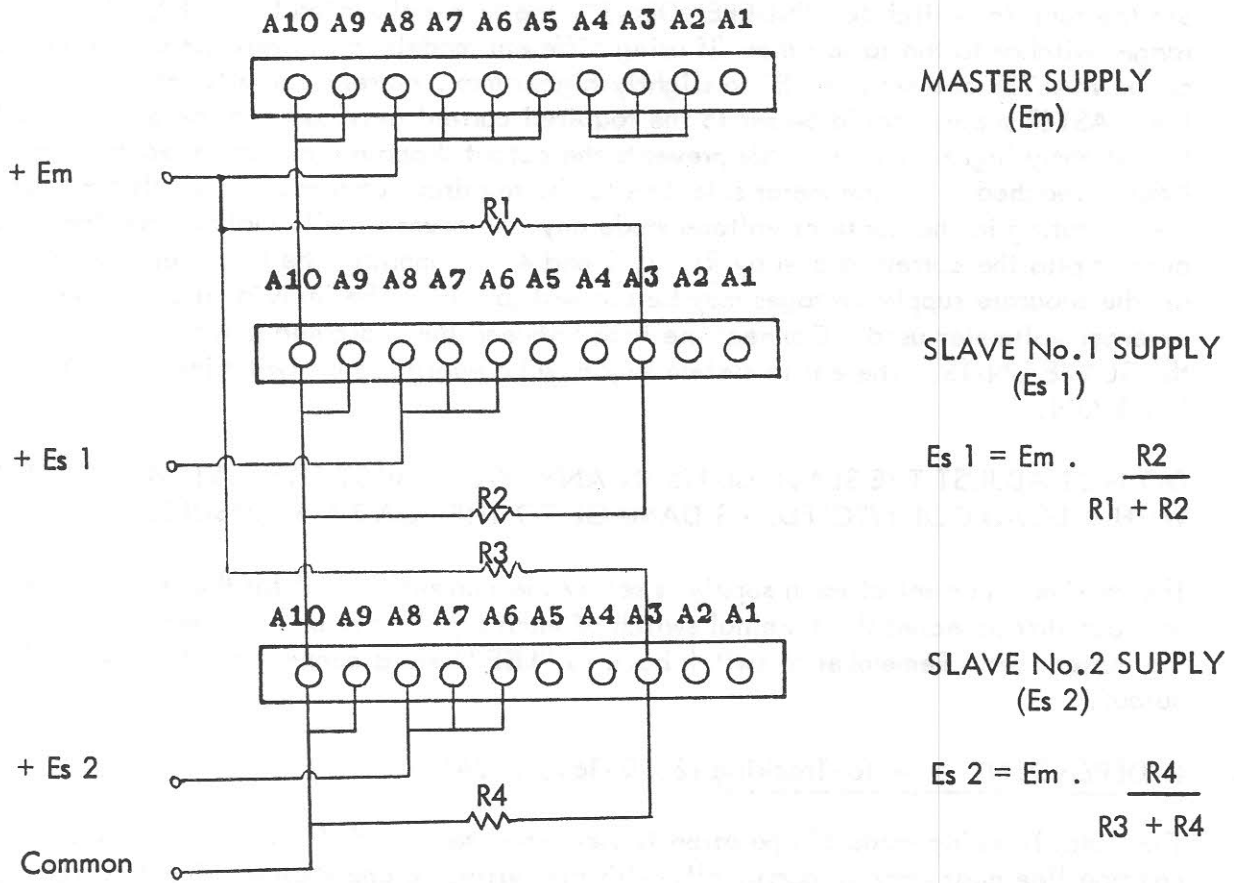 A10 A9 A8 A7 A6 A5 A4 A3 A2 A1
MASTER SUPPLY
(Em)
+ Em
R1
A10 A9 A8 A7 A6 A5 A4 A3 A2 A1
SLAVE No.1 SUPPLY
(Es 1)
+ Es 1
Es 1 = Em . R2
R1 + R2
R2
R3
A10 A9 A8 A7 A6 A5 A4 A3 A2 A1
SLAVE No.2 SUPPLY
(Es 2)
+ Es 2
Es 2 = Em . R4
R3 + R4
R4
Common